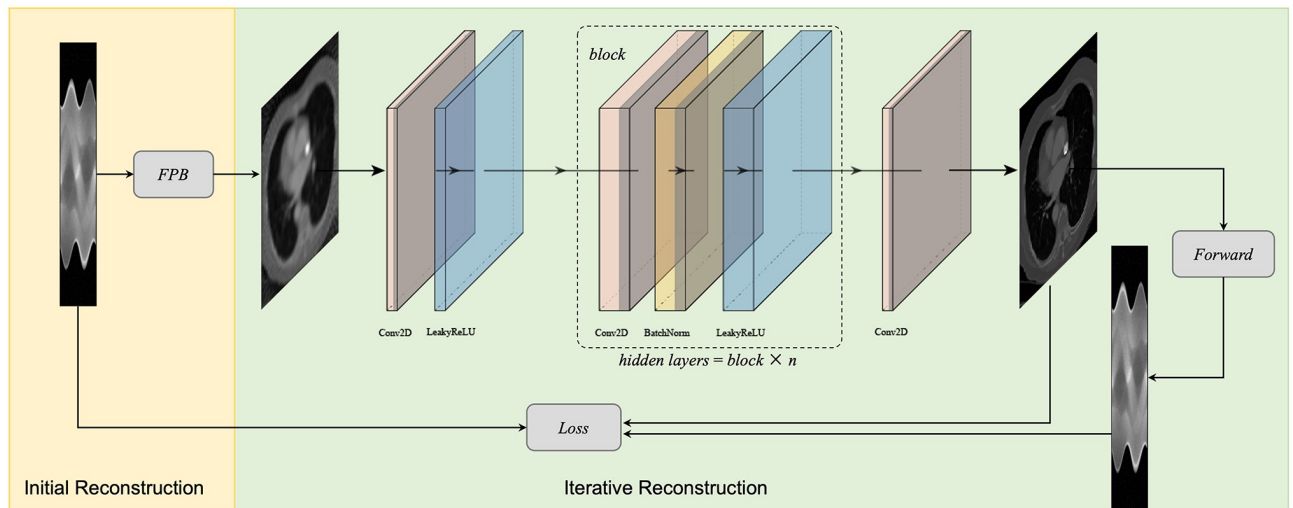 block
FPB
Forward
Conv2D
LeakyReLU
Conv2D
BatchNorm
LeakyReLU
Conv2D
hidden layers = block × n
Loss
Initial Reconstruction
Iterative Reconstruction